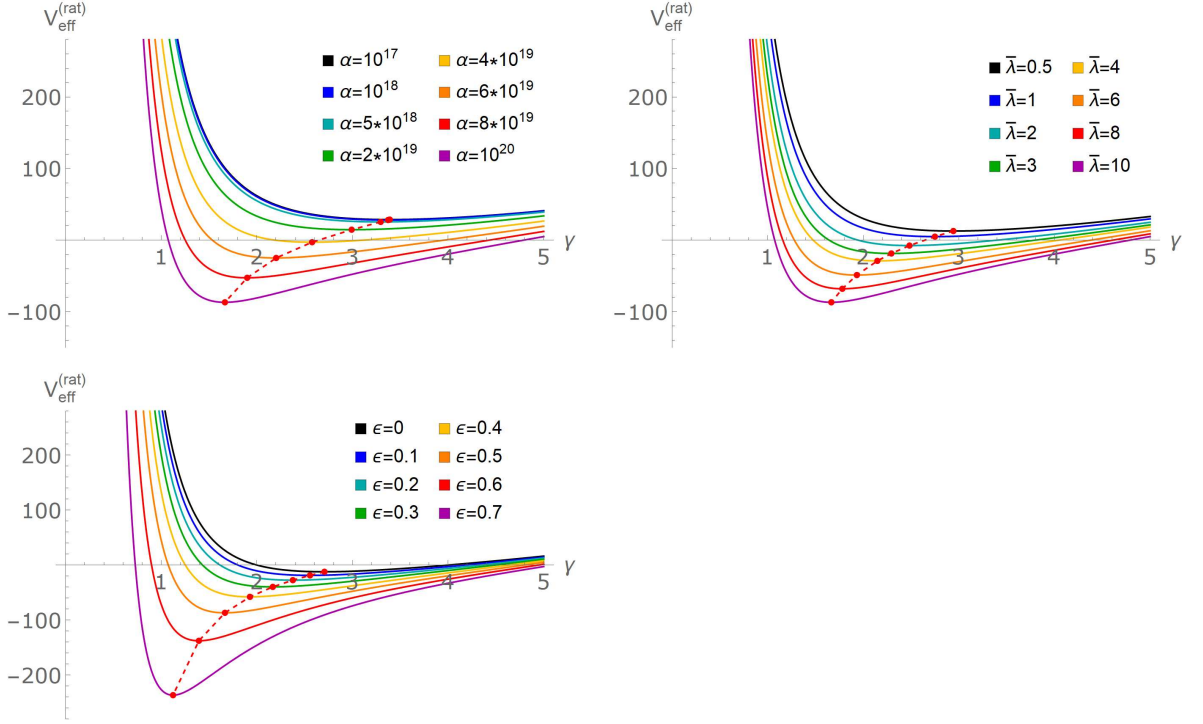 V_eff^(rat)
α=10^17 α=4*10^19
α=10^18 α=6*10^19
α=5*10^18 α=8*10^19
α=2*10^19 α=10^20
200
100
1 2 3 4 5 γ
−100
V_eff^(rat)
λ̅=0.5 λ̅=4
λ̅=1 λ̅=6
λ̅=2 λ̅=8
λ̅=3 λ̅=10
200
100
1 2 3 4 5 γ
−100
V_eff^(rat)
ϵ=0 ϵ=0.4
ϵ=0.1 ϵ=0.5
ϵ=0.2 ϵ=0.6
ϵ=0.3 ϵ=0.7
200
100
1 2 3 4 5 γ
−100
−200